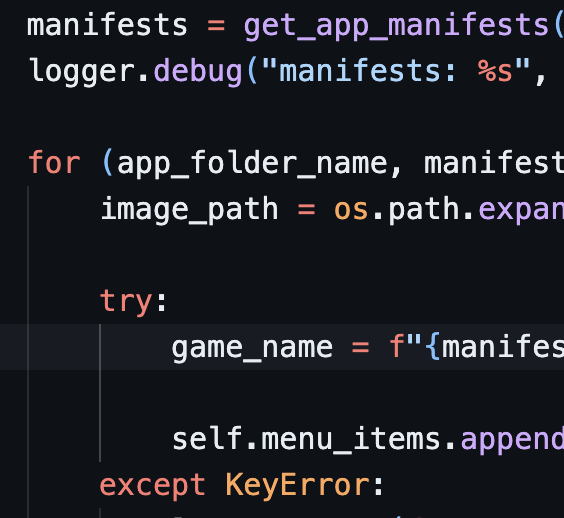 manifests = get_app_manifests(
logger.debug("manifests: %s",
for (app_folder_name, manifest
image_path = os.path.expan
try:
game_name = f"{manifes
self.menu_items.append
except KeyError: